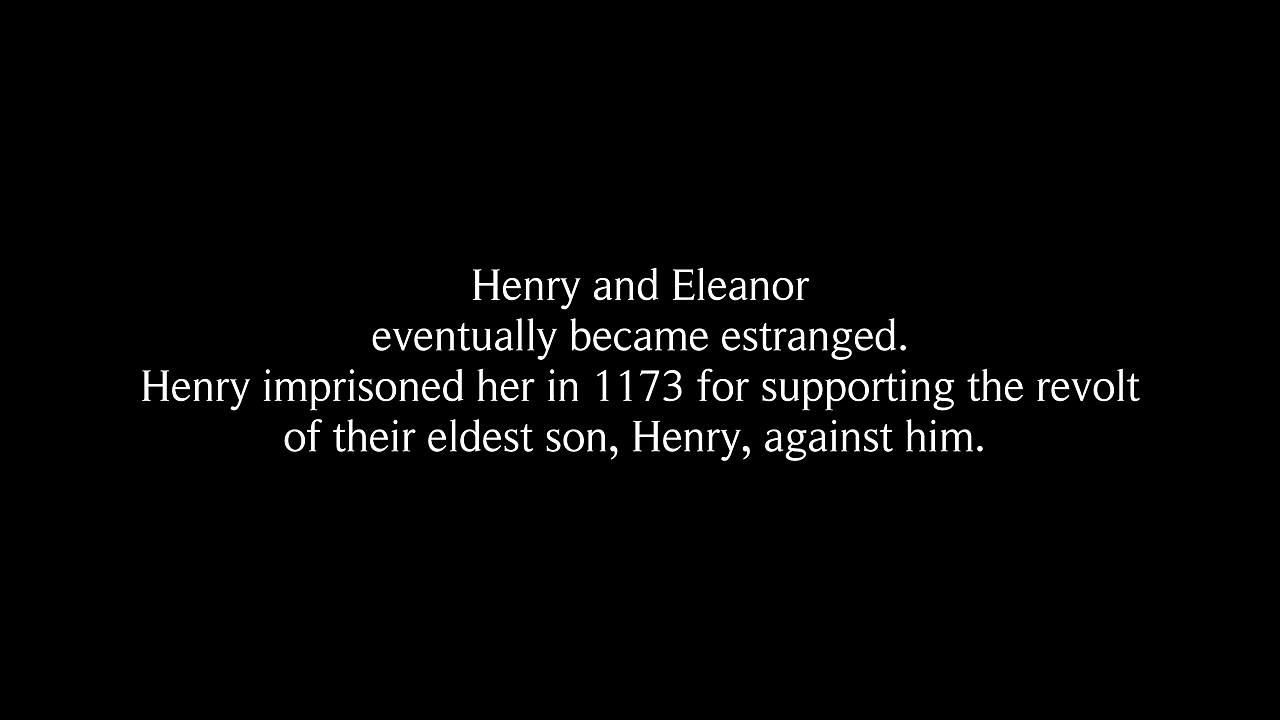 Henry and Eleanor
eventually became estranged.
Henry imprisoned her in 1173 for supporting the revolt
of their eldest son, Henry, against him.